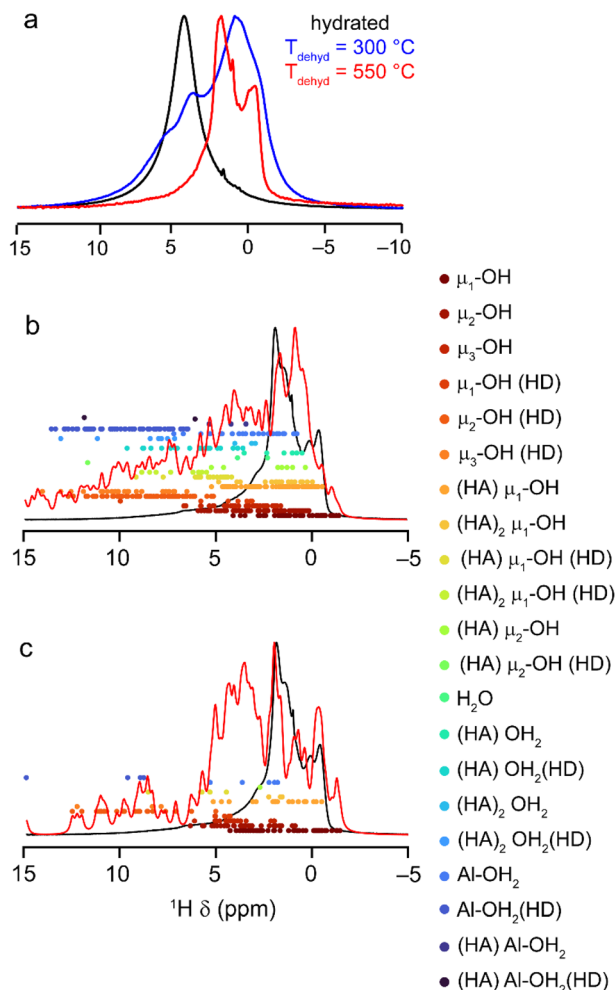 a
hydrated
T_dehyd = 300 °C
T_dehyd = 550 °C
15 10 5 0 –5 –10
b
15 10 5 0 –5
c
15 10 5 0 –5
¹H δ (ppm)
μ₁-OH
μ₂-OH
μ₃-OH
μ₁-OH (HD)
μ₂-OH (HD)
μ₃-OH (HD)
(HA) μ₁-OH
(HA)₂ μ₁-OH
(HA) μ₁-OH (HD)
(HA)₂ μ₁-OH (HD)
(HA) μ₂-OH
(HA) μ₂-OH (HD)
H₂O
(HA) OH₂
(HA) OH₂(HD)
(HA)₂ OH₂
(HA)₂ OH₂(HD)
Al-OH₂
Al-OH₂(HD)
(HA) Al-OH₂
(HA) Al-OH₂(HD)